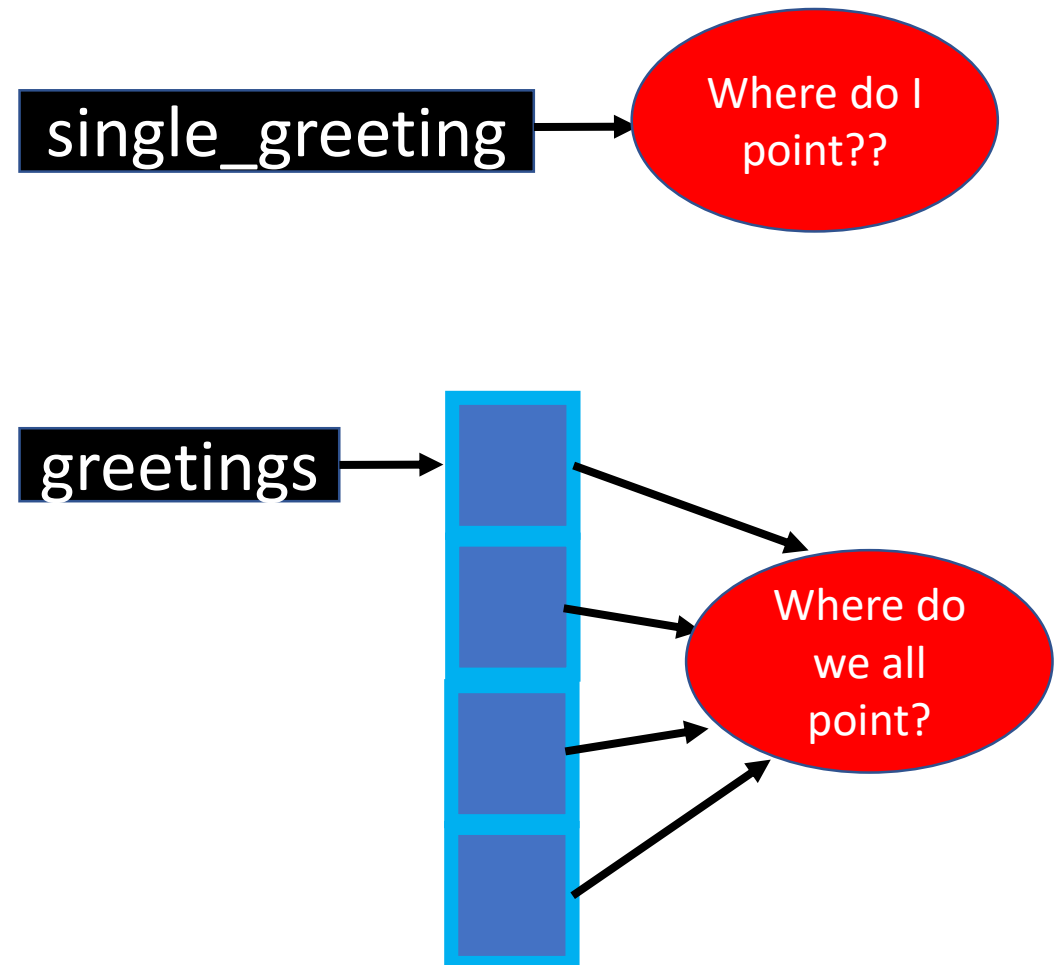 single_greeting
Where do I
point??
greetings
Where do
we all
point?